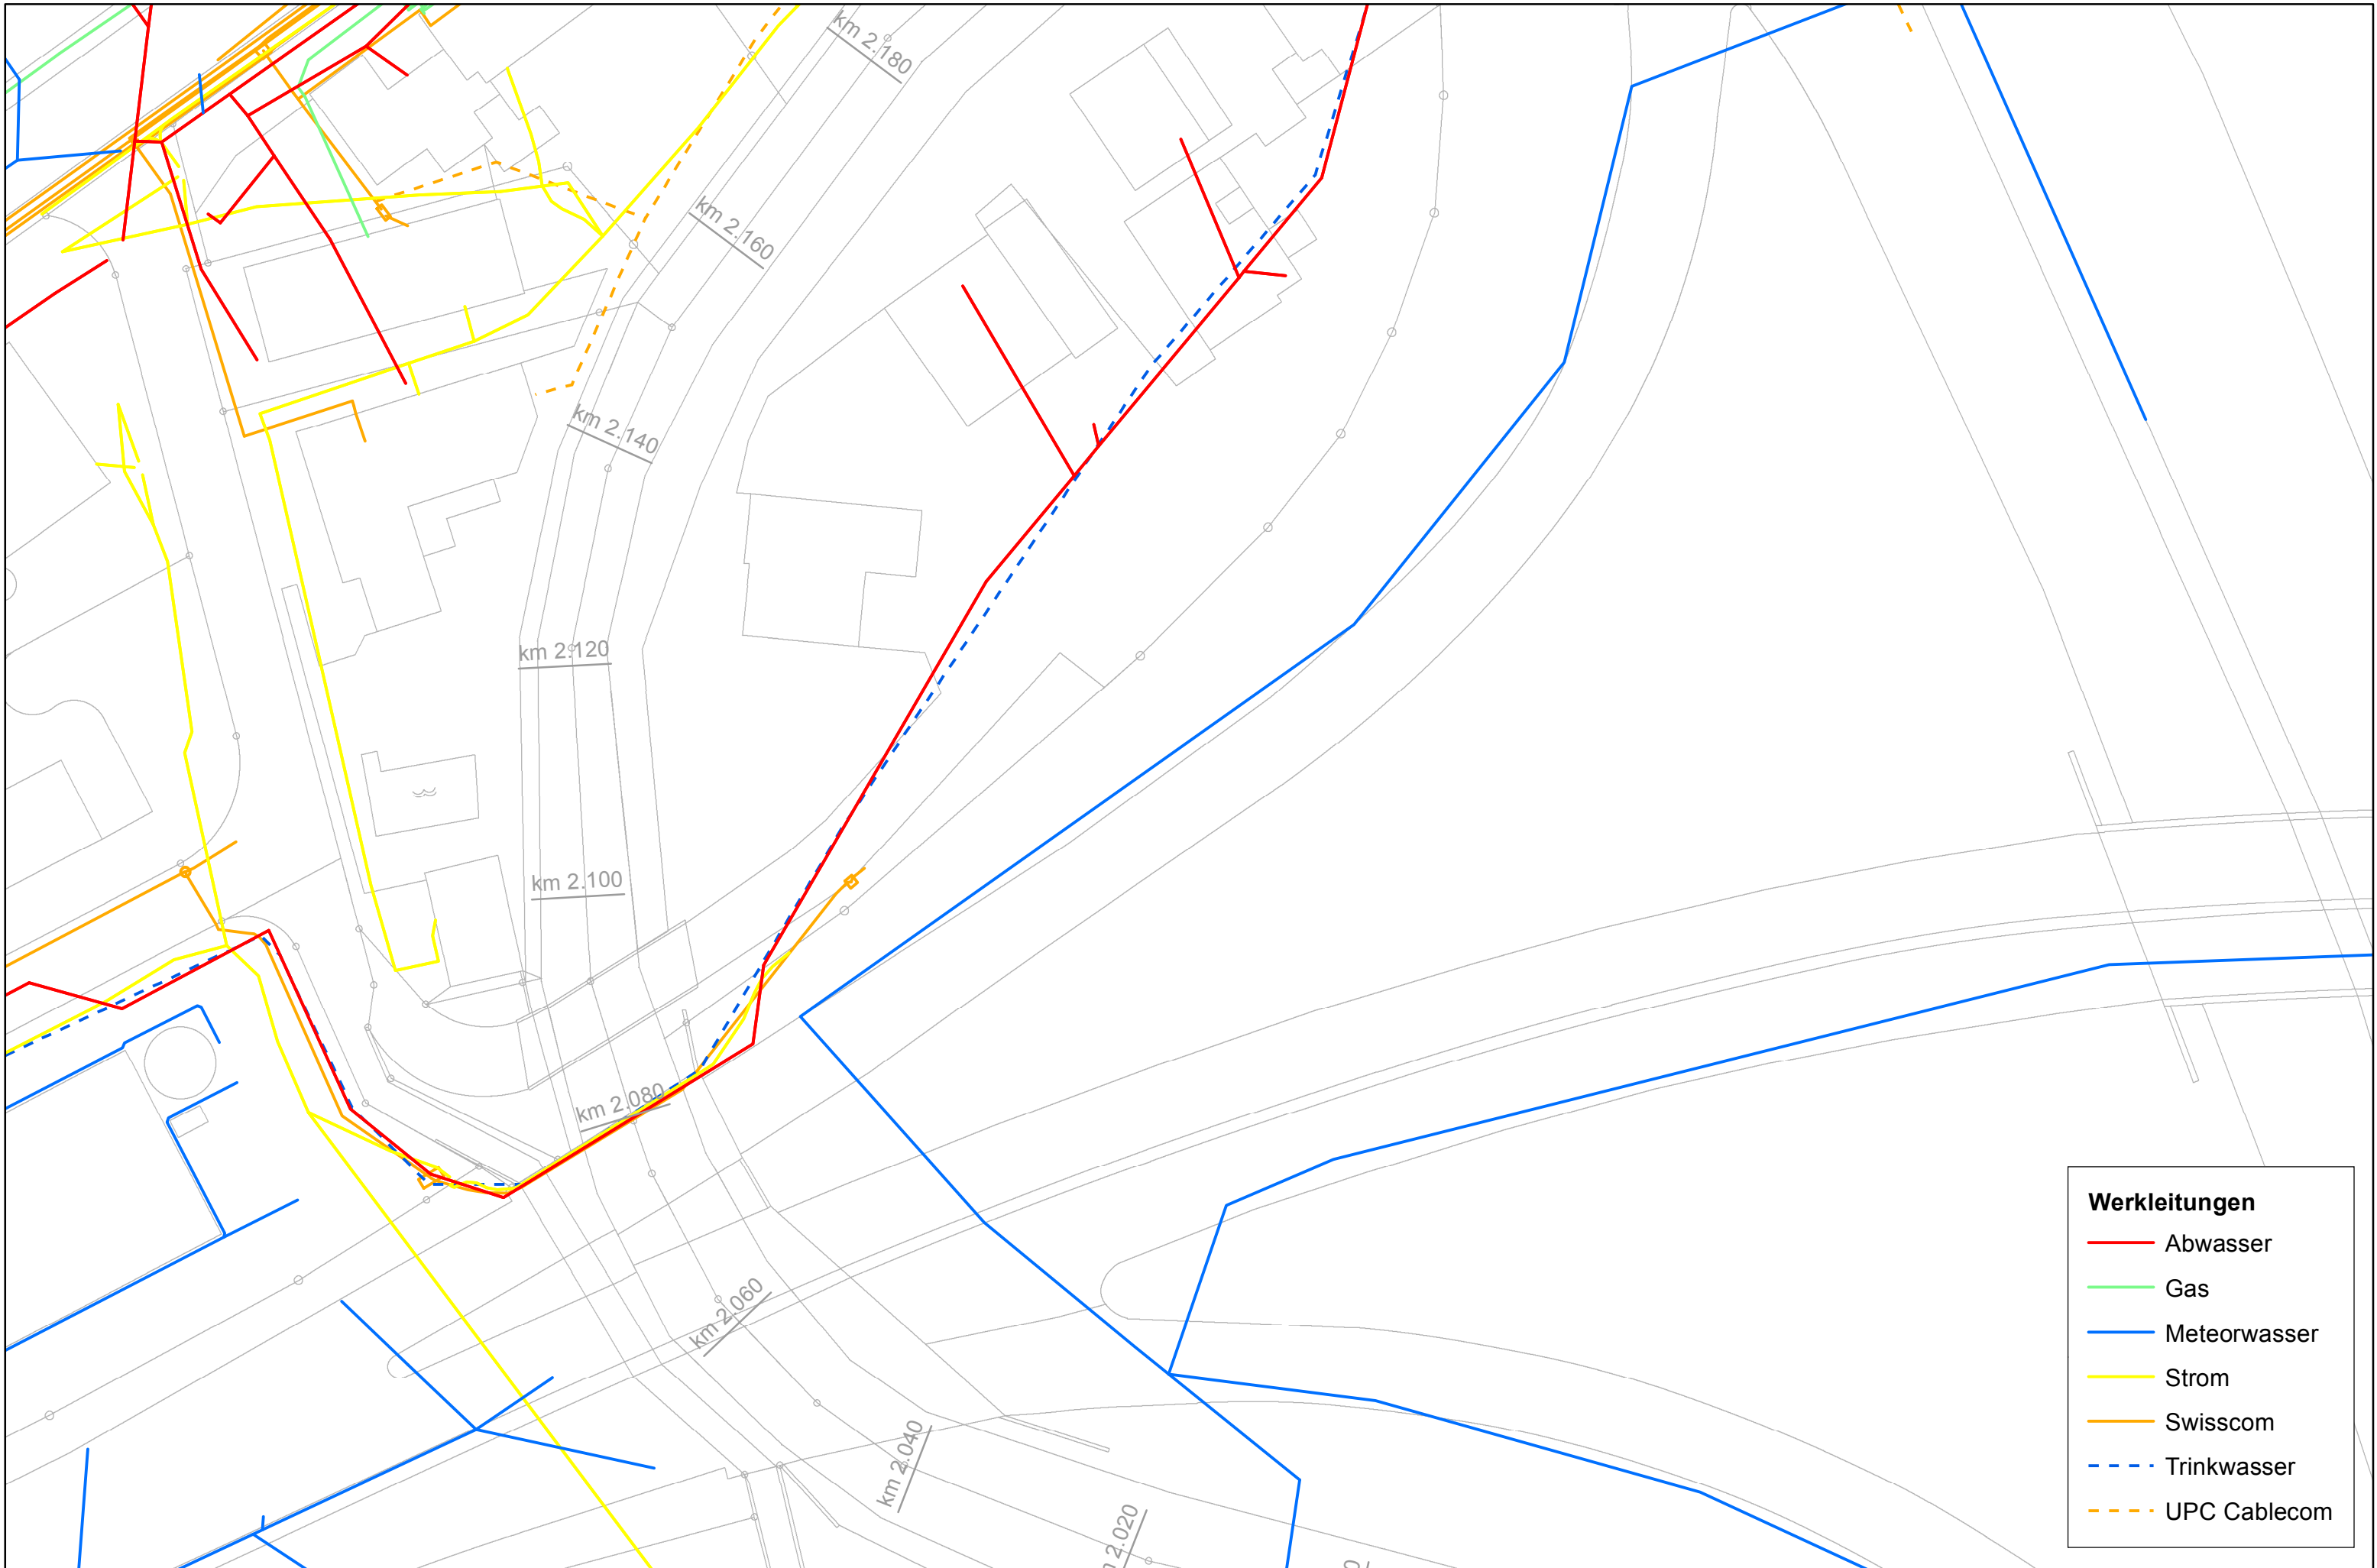 km 2.180
km 2.160
km 2.140
km 2.120
km 2.100
km 2.080
km 2.060
km 2.040
2.020
Werkleitungen
Abwasser
Gas
Meteorwasser
Strom
Swisscom
Trinkwasser
UPC Cablecom